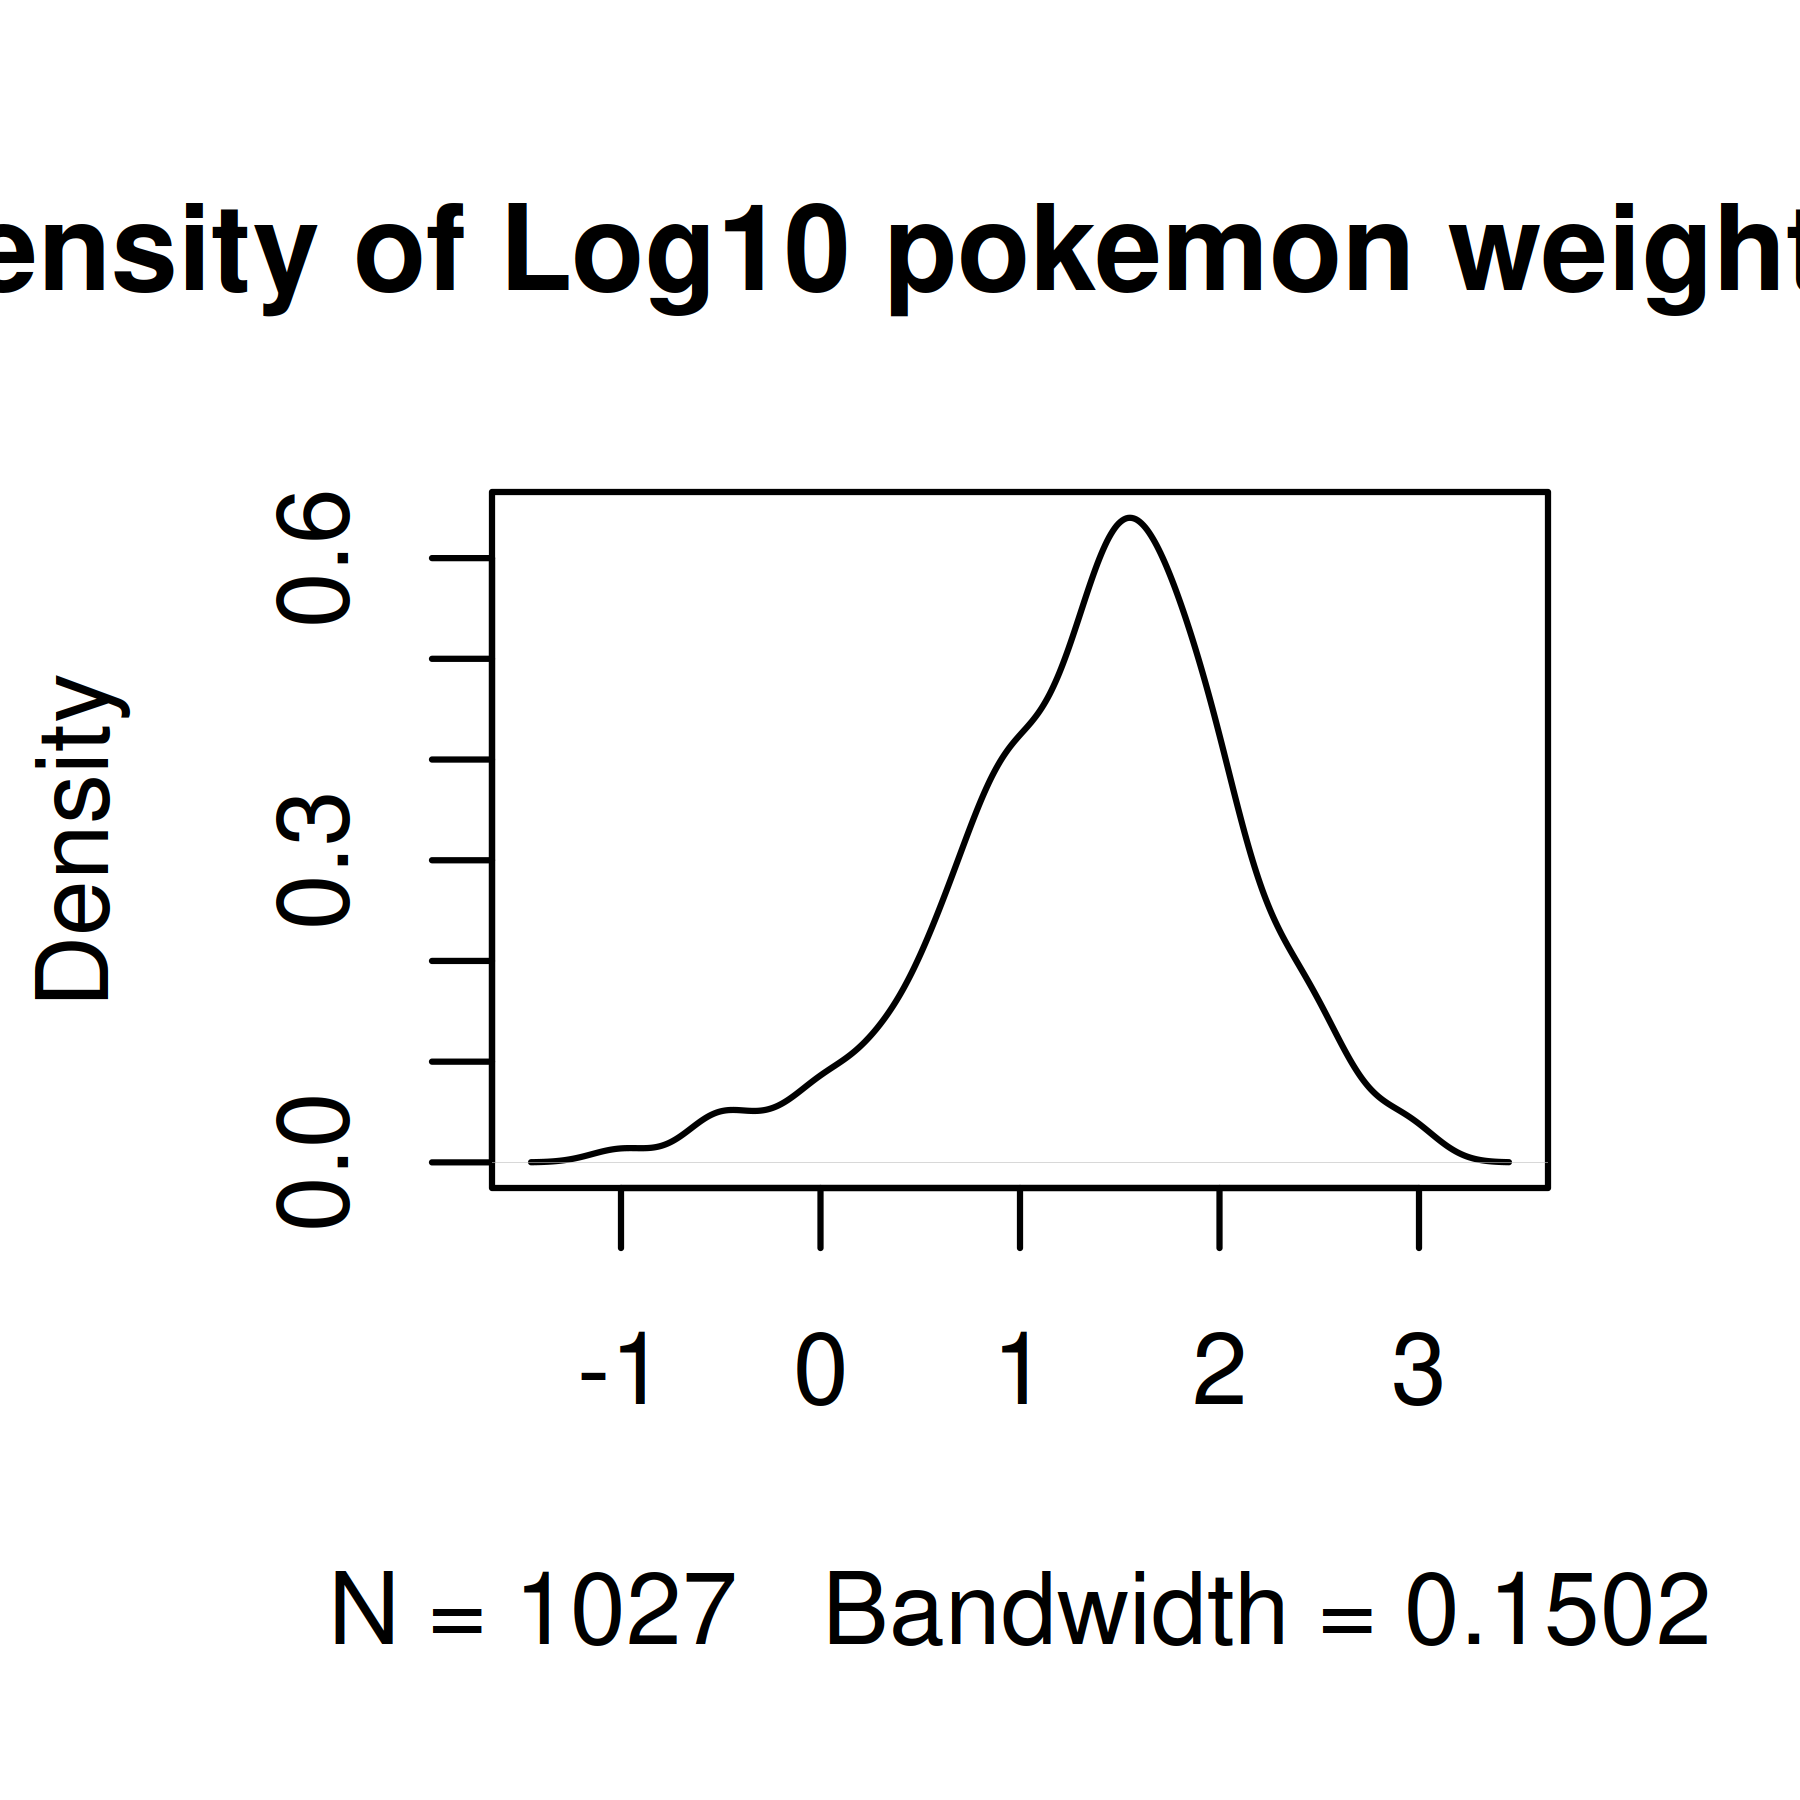 ensity of Log10 pokemon weight
Density
0.6
0.3
0.0
-1 0 1 2 3
N = 1027 Bandwidth = 0.1502